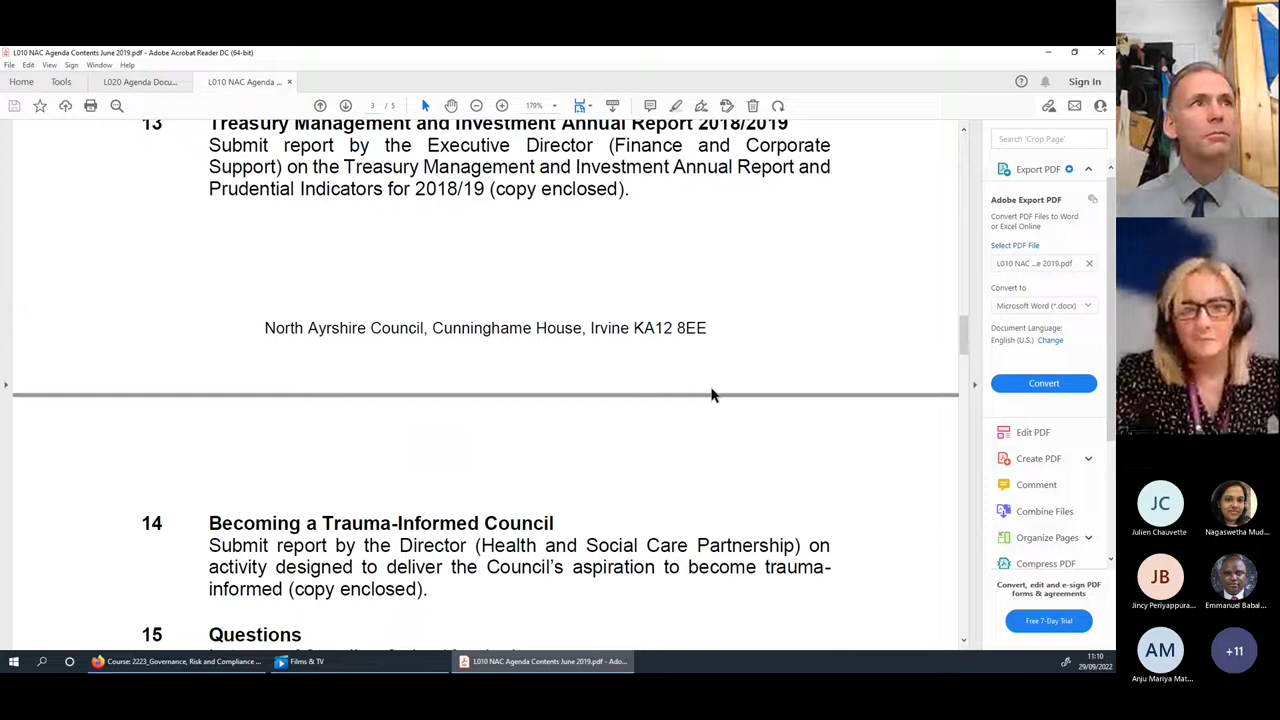 L010 NAC Agenda Contents June 2019.pdf - Adobe Acrobat Reader DC (64-bit)
File Edit View Sign Window Help
Home Tools L020 Agenda Docu... L010 NAC Agenda ... × Sign In
3 / 5 179%
13 Treasury Management and Investment Annual Report 2018/2019
Submit report by the Executive Director (Finance and Corporate
Support) on the Treasury Management and Investment Annual Report and
Prudential Indicators for 2018/19 (copy enclosed).
North Ayrshire Council, Cunninghame House, Irvine KA12 8EE
14 Becoming a Trauma-Informed Council
Submit report by the Director (Health and Social Care Partnership) on
activity designed to deliver the Council's aspiration to become trauma-
informed (copy enclosed).
15 Questions
Search 'Crop Page'
Export PDF
Adobe Export PDF
Convert PDF Files to Word
or Excel Online
Select PDF File
L010 NAC ...e 2019.pdf
Convert to
Microsoft Word (*.docx)
Document Language:
English (U.S.) Change
Convert
Edit PDF
Create PDF
Comment
Combine Files
Organize Pages
Compress PDF
Convert, edit and e-sign PDF
forms & agreements
Free 7-Day Trial
JC
Julien Chauvette
Nagaswetha Mud...
JB
Jincy Periyappura...
Emmanuel Babal...
AM
Anju Mariya Mat...
+11
Course: 2223_Governance, Risk and Compliance ... Films & TV L010 NAC Agenda Contents June 2019.pdf - Ado...
11:10
29/09/2022